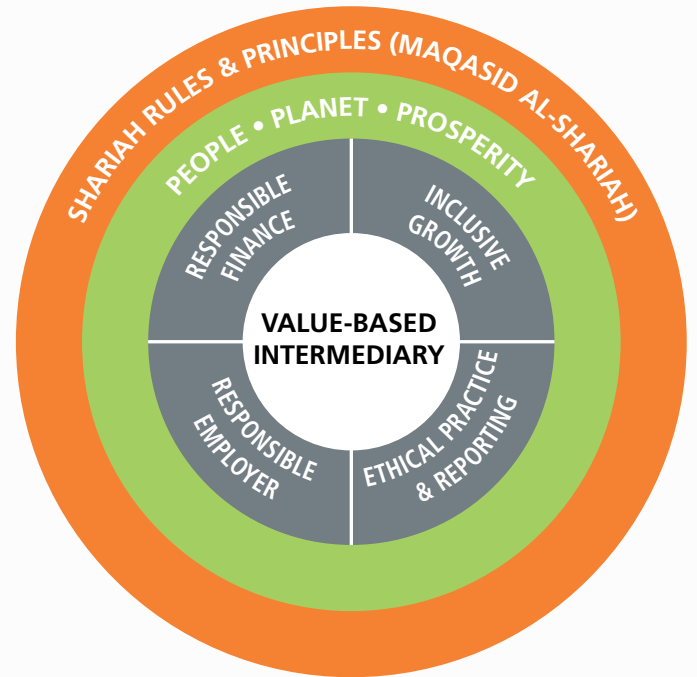 SHARIAH RULES & PRINCIPLES (MAQASID AL-SHARIAH)
PEOPLE • PLANET • PROSPERITY
RESPONSIBLE
FINANCE
INCLUSIVE
GROWTH
VALUE-BASED
INTERMEDIARY
RESPONSIBLE
EMPLOYER
ETHICAL PRACTICE
& REPORTING